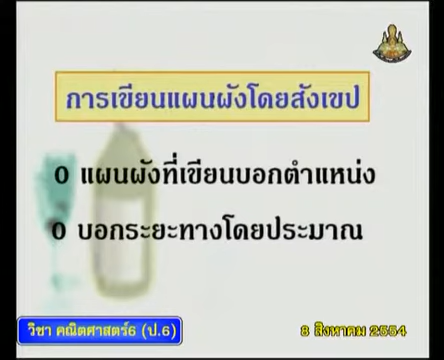 การเขียนแผนผังโดยสังเขป
๐ แผนผังที่เขียนบอกตำแหน่ง
๐ บอกระยะทางโดยประมาณ
วิชา คณิตศาสตร์6 (ป.6)
8 สิงหาคม 2554